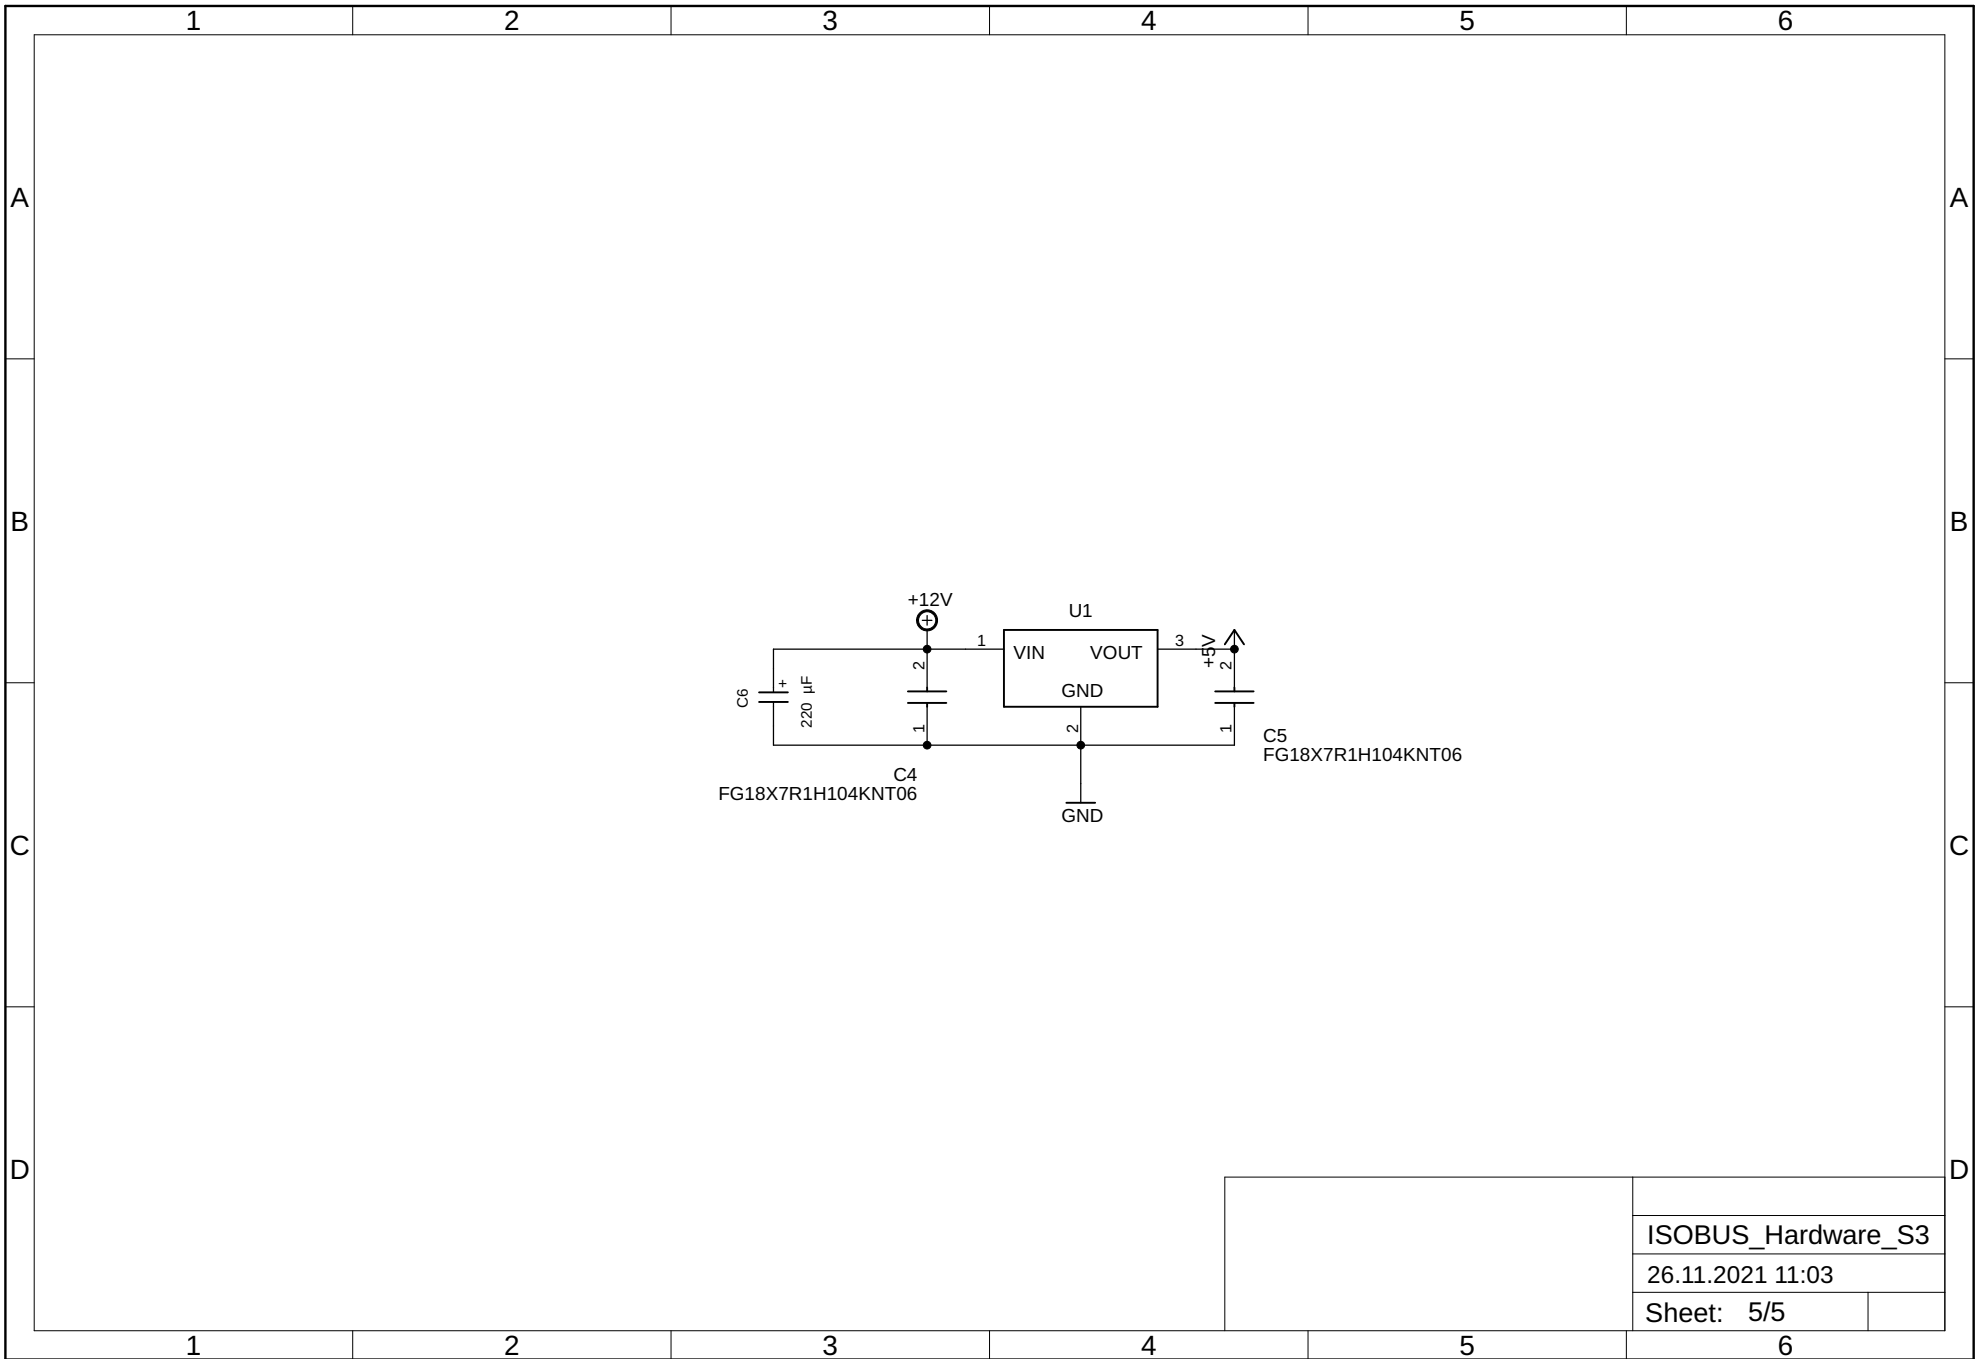 1 2 3 4 5 6
A A
B B
+12V
U1
1 VIN VOUT 3 +5V
2 2
C6 + 220 µF GND
1 2 1
C5
FG18X7R1H104KNT06
C4
FG18X7R1H104KNT06
GND
C C
D D
ISOBUS_Hardware_S3
26.11.2021 11:03
Sheet: 5/5
1 2 3 4 5 6